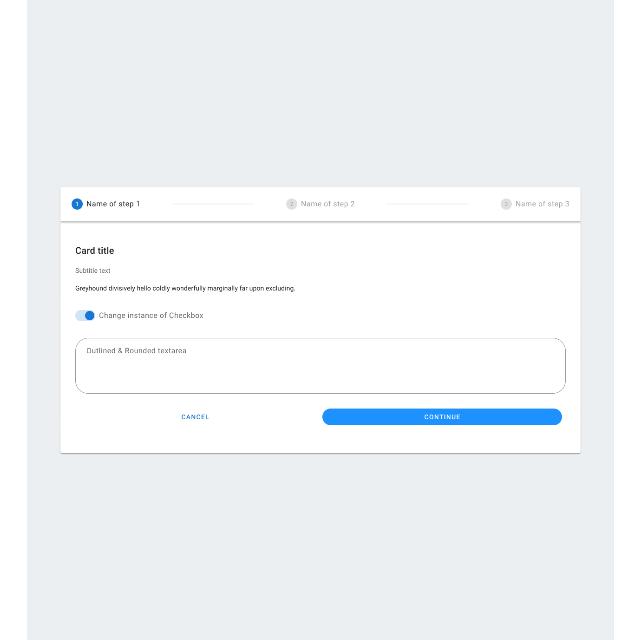 1 Name of step 1
2 Name of step 2
3 Name of step 3
Card title
Subtitle text
Greyhound divisively hello coldly wonderfully marginally far upon excluding.
Change instance of Checkbox
Outlined & Rounded textarea
CANCEL
CONTINUE